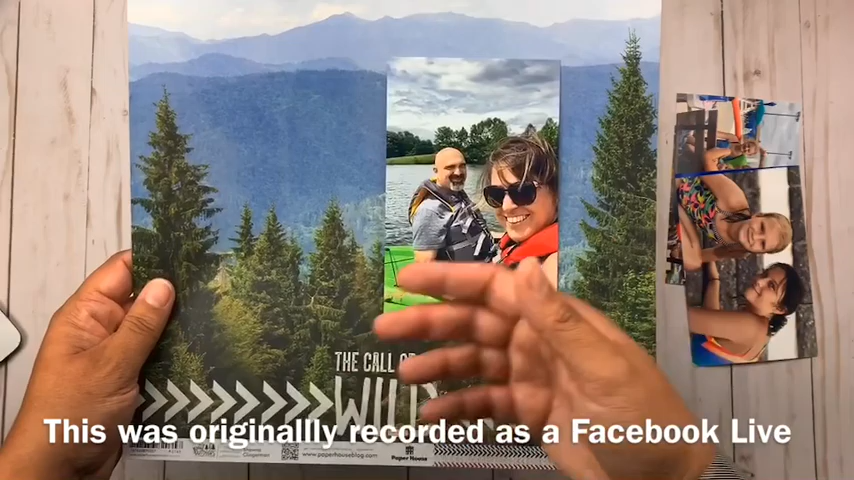 THE CALL OF
WILD
This was originallly recorded as a Facebook Live
www.paperhouseblog.com
Paper House